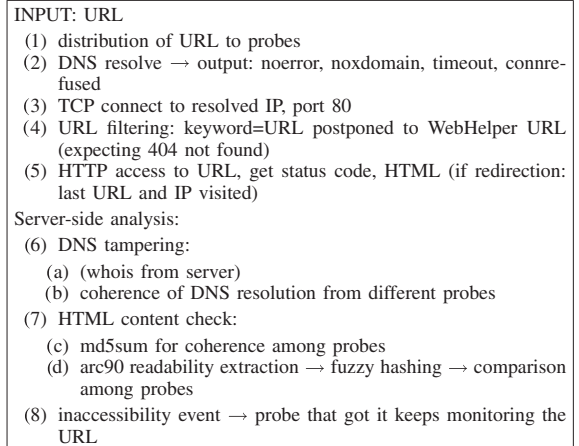 INPUT: URL
(1) distribution of URL to probes
(2) DNS resolve → output: noerror, noxdomain, timeout, connre-
fused
(3) TCP connect to resolved IP, port 80
(4) URL filtering: keyword=URL postponed to WebHelper URL
(expecting 404 not found)
(5) HTTP access to URL, get status code, HTML (if redirection:
last URL and IP visited)
Server-side analysis:
(6) DNS tampering:
(a) (whois from server)
(b) coherence of DNS resolution from different probes
(7) HTML content check:
(c) md5sum for coherence among probes
(d) arc90 readability extraction → fuzzy hashing → comparison
among probes
(8) inaccessibility event → probe that got it keeps monitoring the
URL